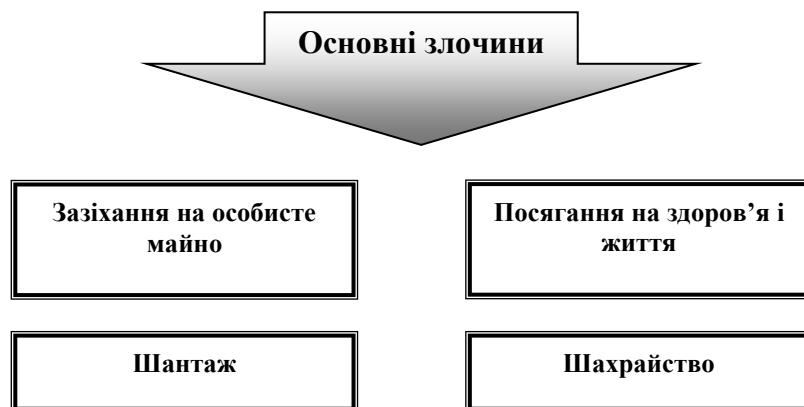 Основні злочини
Зазіхання на особисте
майно
Посягання на здоров’я і
життя
Шантаж
Шахрайство